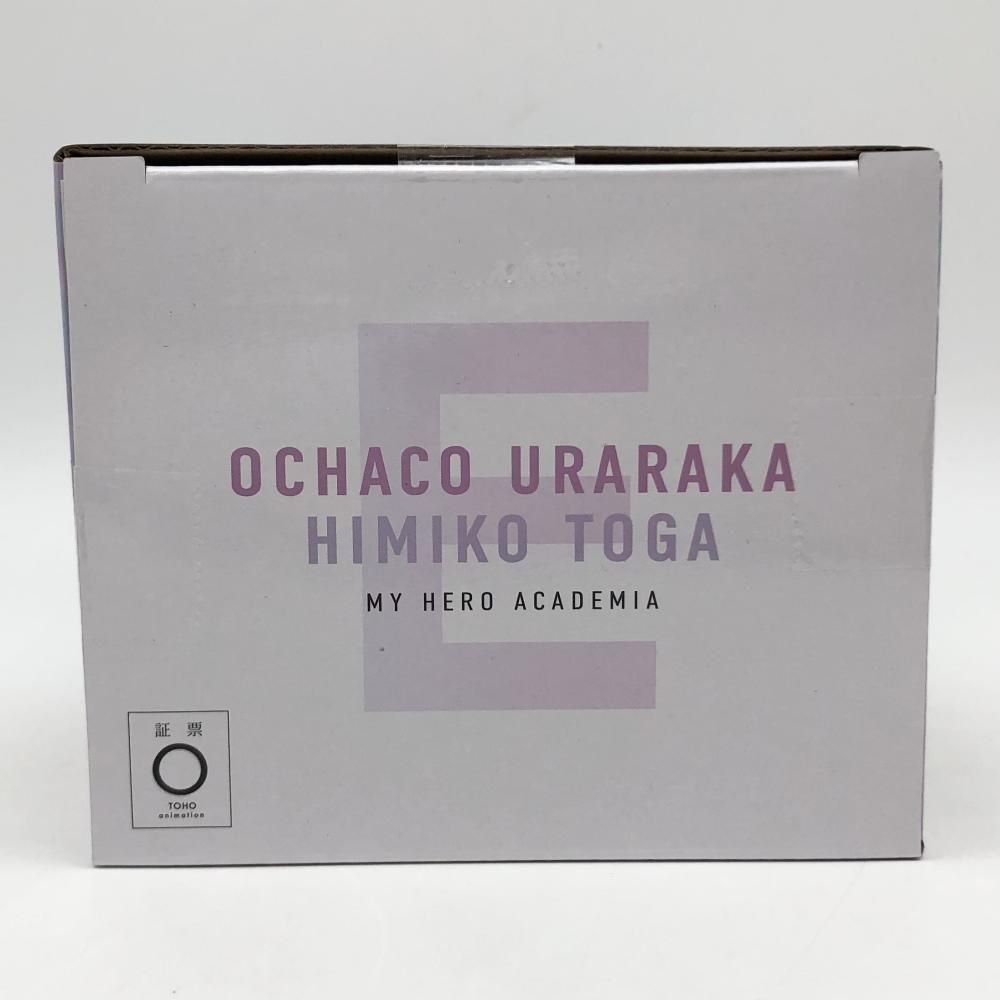 E
OCHACO URARAKA
HIMIKO TOGA
MY HERO ACADEMIA
証 票
TOHO
animation